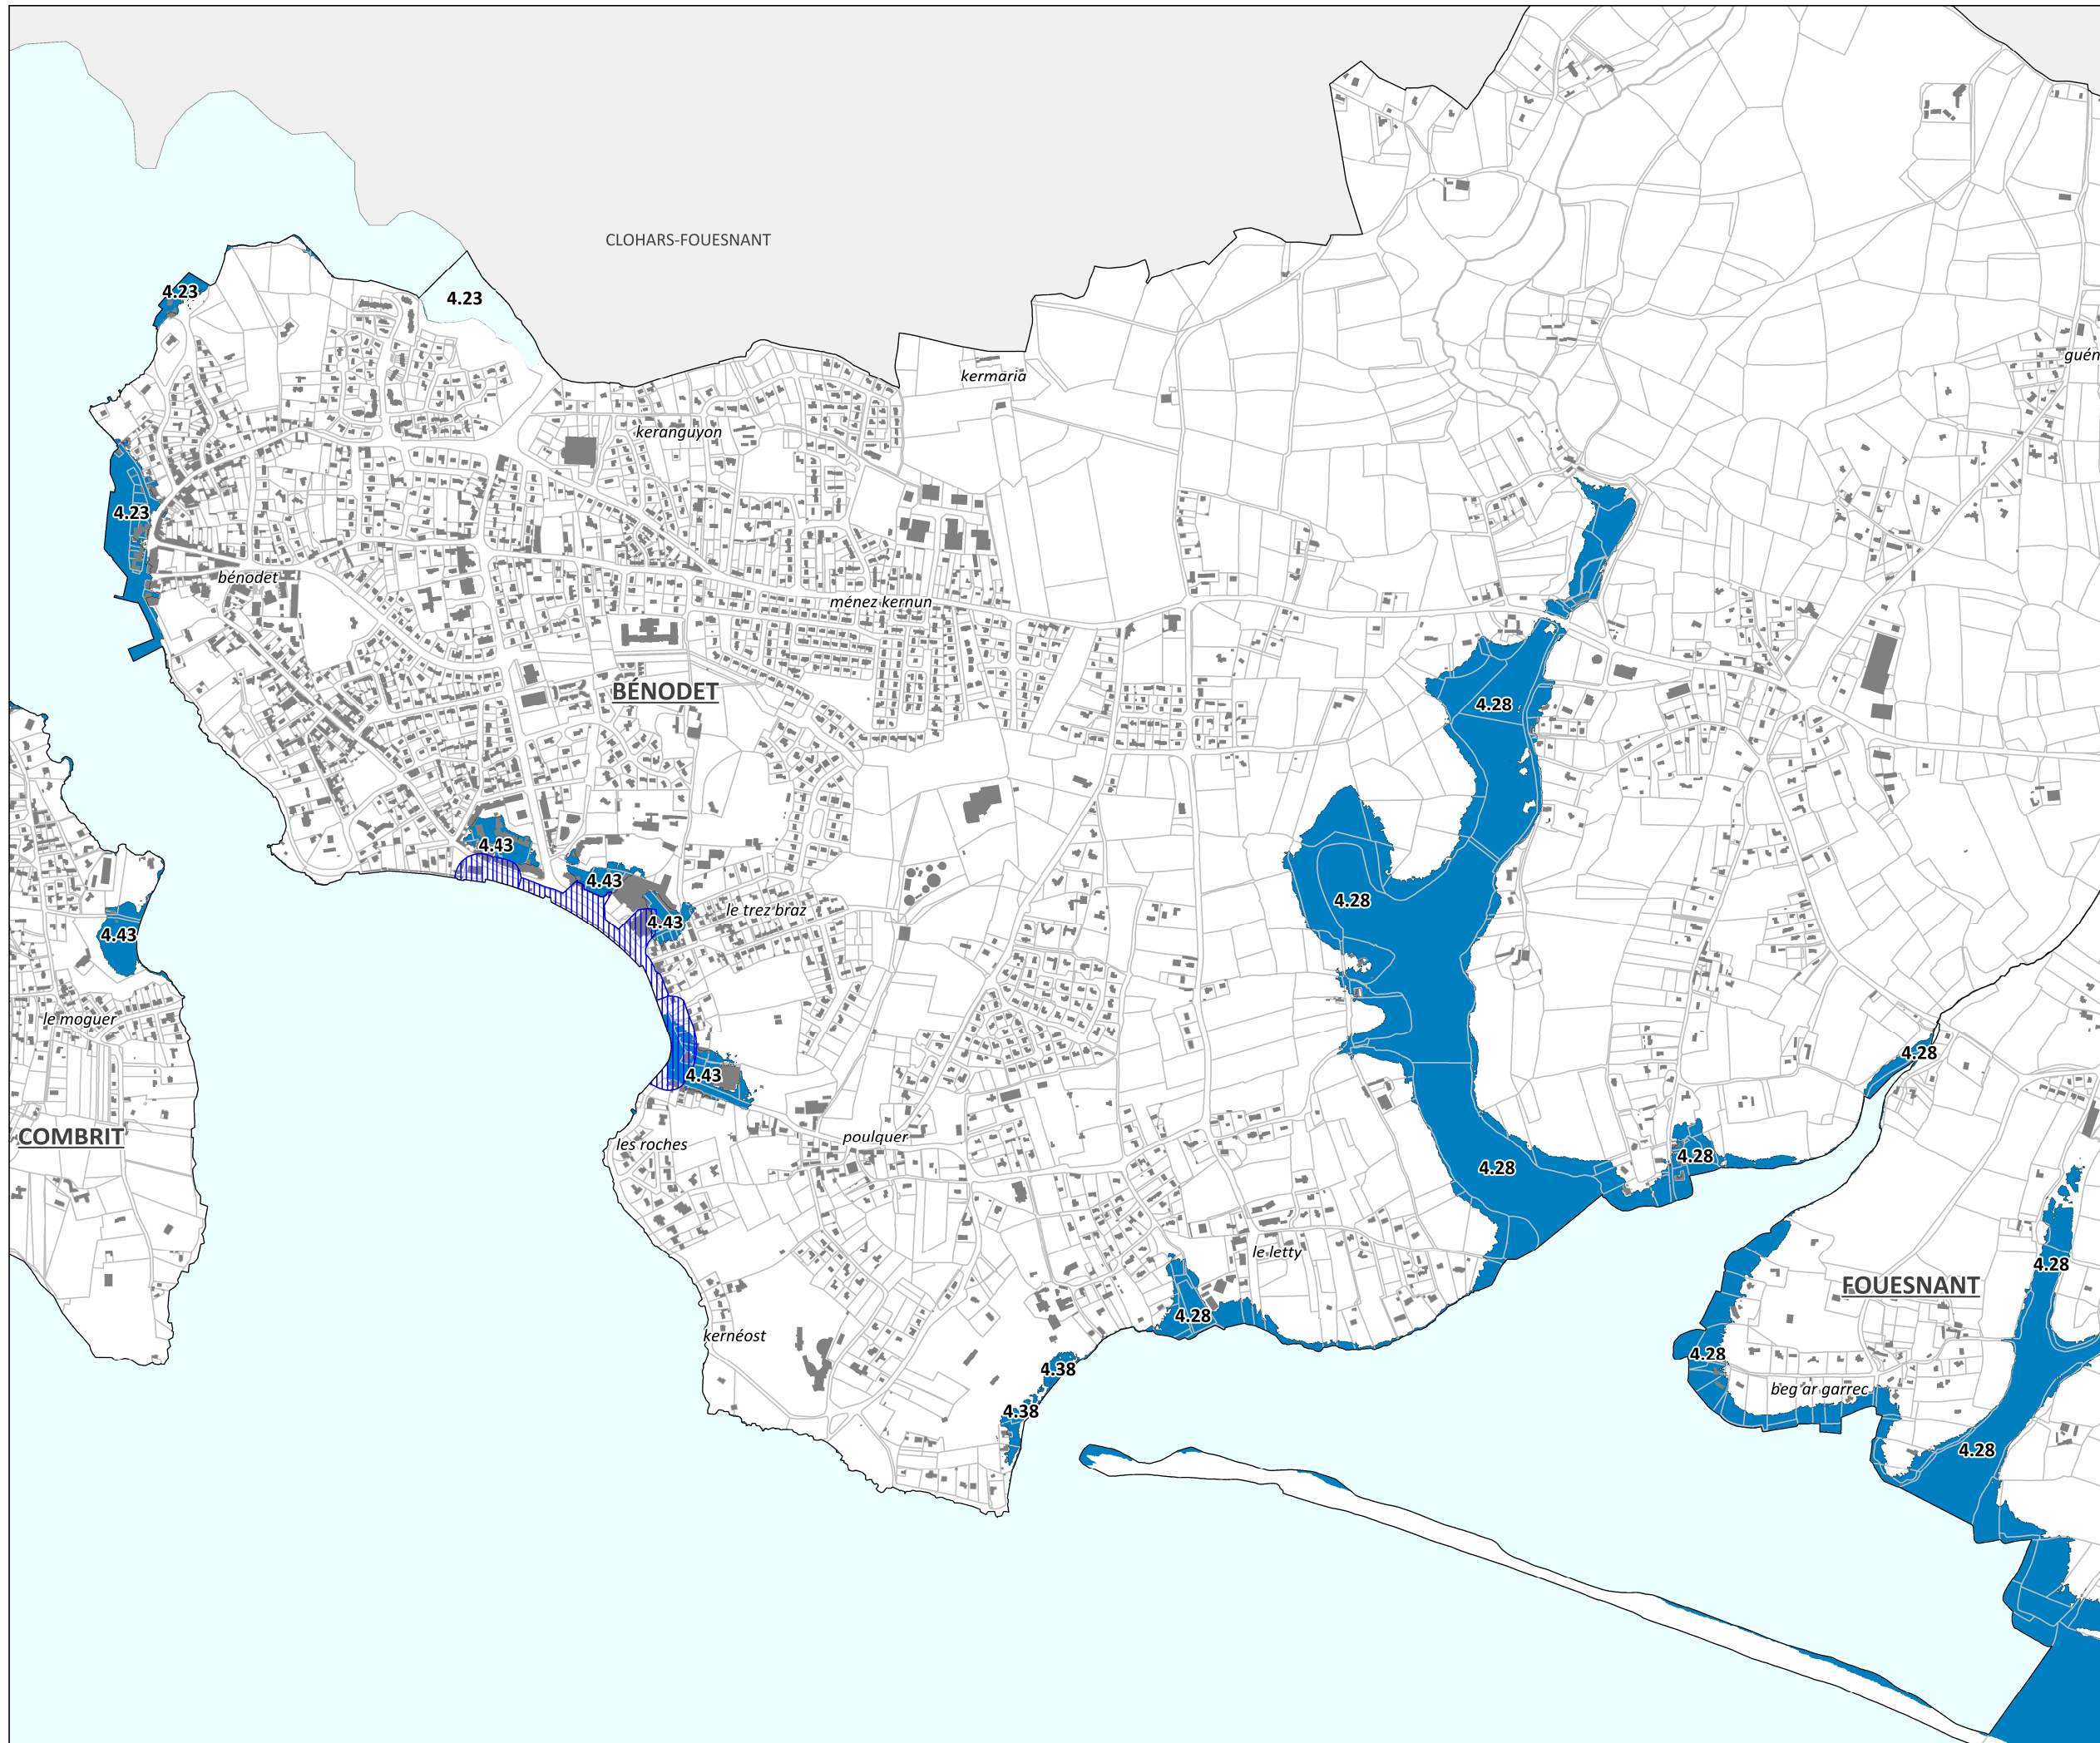 CLOHARS-FOUESNANT
4.23
4.23
guén
kermaria
keranguyon
4.23
bénodet
ménez kernun
BÉNODET
4.28
4.43
4.43
4.28
le trez braz
4.43
4.43
le moguer
4.28
4.43
COMBRIT
poulquer
les roches
4.28
4.28
le letty
4.28
FOUESNANT
4.28
kernéost
4.28
4.38
beg ar garrec
4.38
4.28